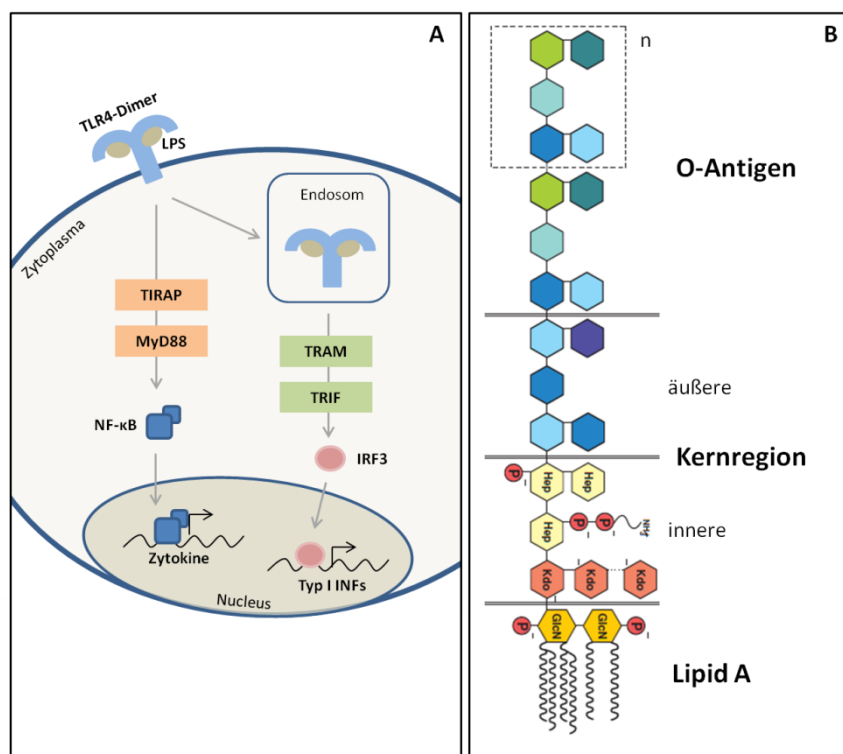 A
TLR4-Dimer
LPS
Zytoplasma
Endosom
TIRAP
MyD88
TRAM
TRIF
NF-κB
IRF3
Zytokine
Typ I INFs
Nucleus
B
n
O-Antigen
äußere
Kernregion
P -
Hep
Hep
Hep
P - P -
NH3
innere
Kdo
Kdo
Kdo
P -
GlcN
GlcN
P -
Lipid A